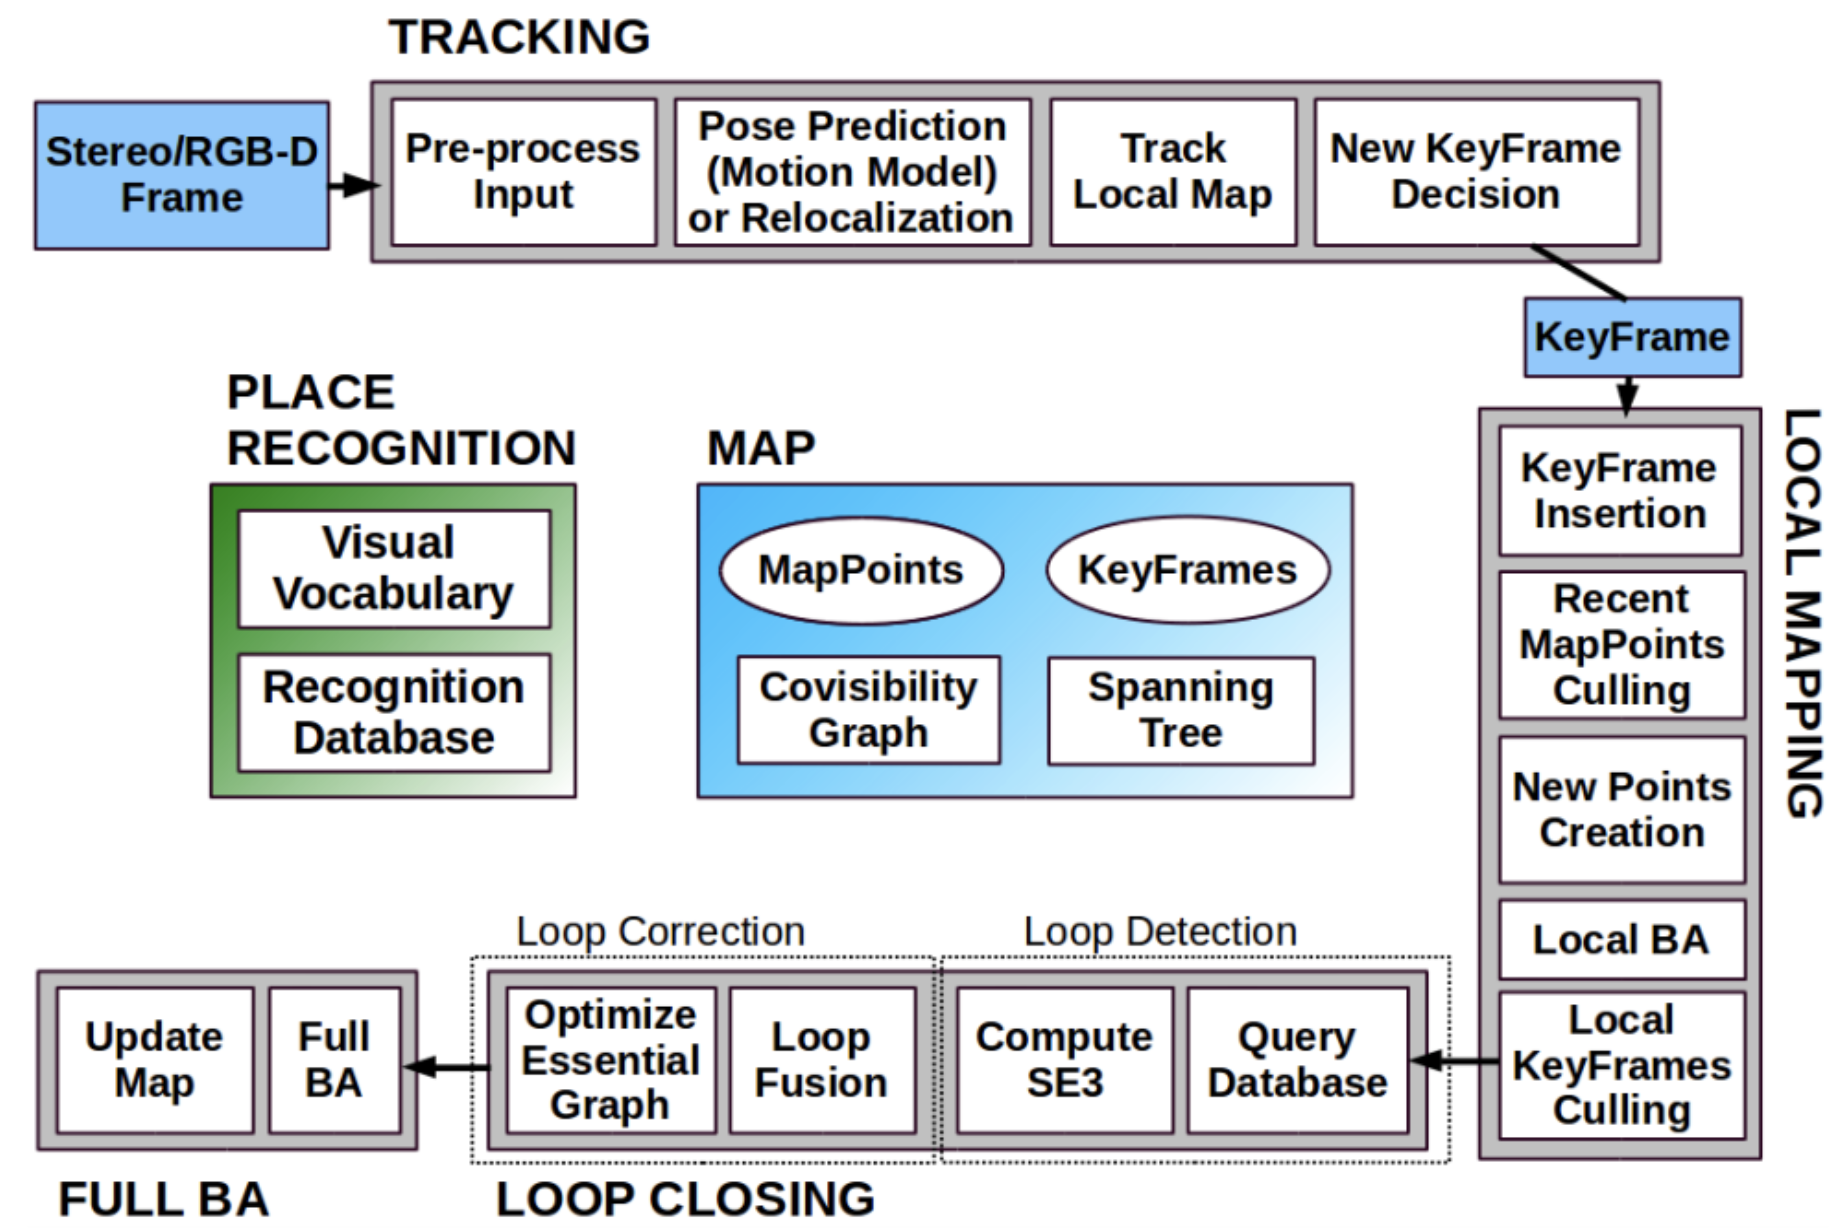 TRACKING
Stereo/RGB-D
Frame
Pre-process
Input
Pose Prediction
(Motion Model)
or Relocalization
Track
Local Map
New KeyFrame
Decision
KeyFrame
PLACE
RECOGNITION
Visual
Vocabulary
Recognition
Database
MAP
MapPoints
KeyFrames
Covisibility
Graph
Spanning
Tree
LOCAL MAPPING
KeyFrame
Insertion
Recent
MapPoints
Culling
New Points
Creation
Local BA
Local
KeyFrames
Culling
Loop Correction
Loop Detection
Update
Map
Full
BA
Optimize
Essential
Graph
Loop
Fusion
Compute
SE3
Query
Database
FULL BA
LOOP CLOSING